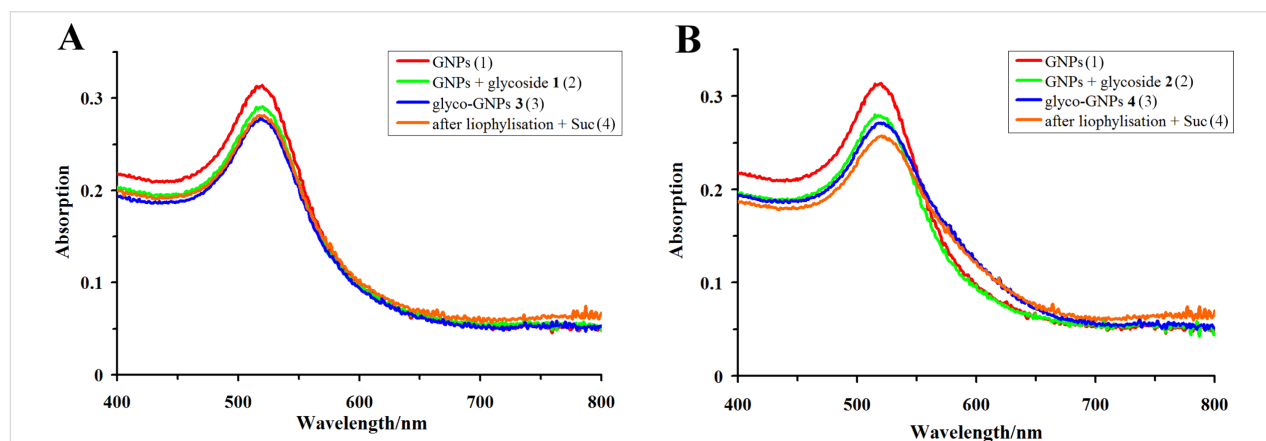 A
GNPs (1)
GNPs + glycoside 1 (2)
glyco-GNPs 3 (3)
after liophylisation + Suc (4)
0.3
0.2
0.1
0
Absorption
400
500
600
700
800
Wavelength/nm
B
GNPs (1)
GNPs + glycoside 2 (2)
glyco-GNPs 4 (3)
after liophylisation + Suc (4)
0.3
0.2
0.1
0
Absorption
400
500
600
700
800
Wavelength/nm